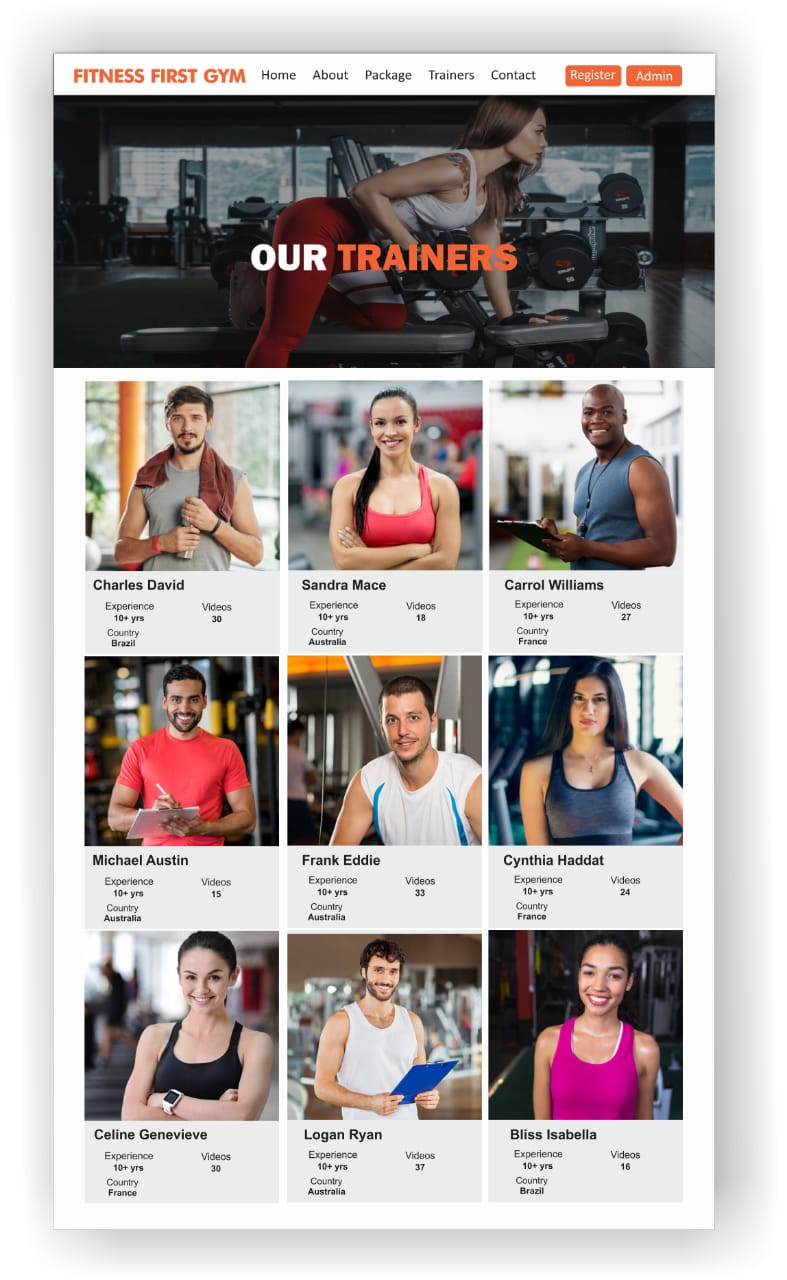 FITNESS FIRST GYM Home About Package Trainers Contact Register Admin
OUR TRAINERS
Charles David
Experience Videos
10+ yrs 30
Country
Brazil
Sandra Mace
Experience Videos
10+ yrs 18
Country
Australia
Carrol Williams
Experience Videos
10+ yrs 27
Country
France
Michael Austin
Experience Videos
10+ yrs 15
Country
Australia
Frank Eddie
Experience Videos
10+ yrs 33
Country
Australia
Cynthia Haddat
Experience Videos
10+ yrs 24
Country
France
Celine Genevieve
Experience Videos
10+ yrs 30
Country
France
Logan Ryan
Experience Videos
10+ yrs 37
Country
Australia
Bliss Isabella
Experience Videos
10+ yrs 16
Country
Brazil